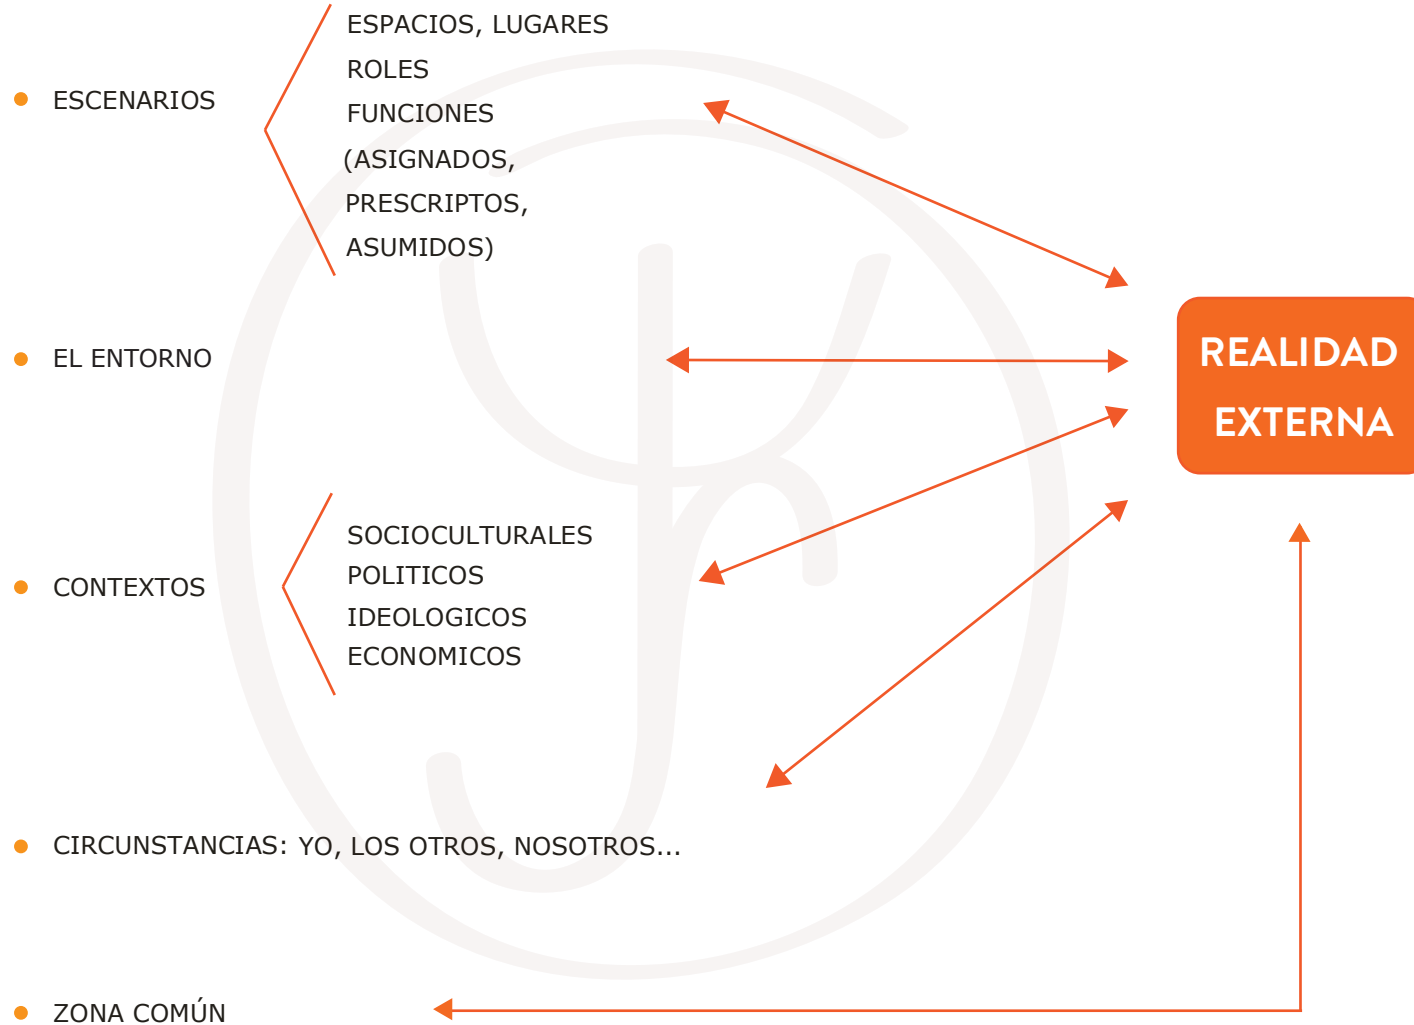 ESPACIOS, LUGARES
ROLES
ESCENARIOS
FUNCIONES
(ASIGNADOS,
PRESCRIPTOS,
ASUMIDOS)
EL ENTORNO
REALIDAD
EXTERNA
SOCIOCULTURALES
POLITICOS
CONTEXTOS
IDEOLOGICOS
ECONOMICOS
CIRCUNSTANCIAS: YO, LOS OTROS, NOSOTROS...
ZONA COMÚN